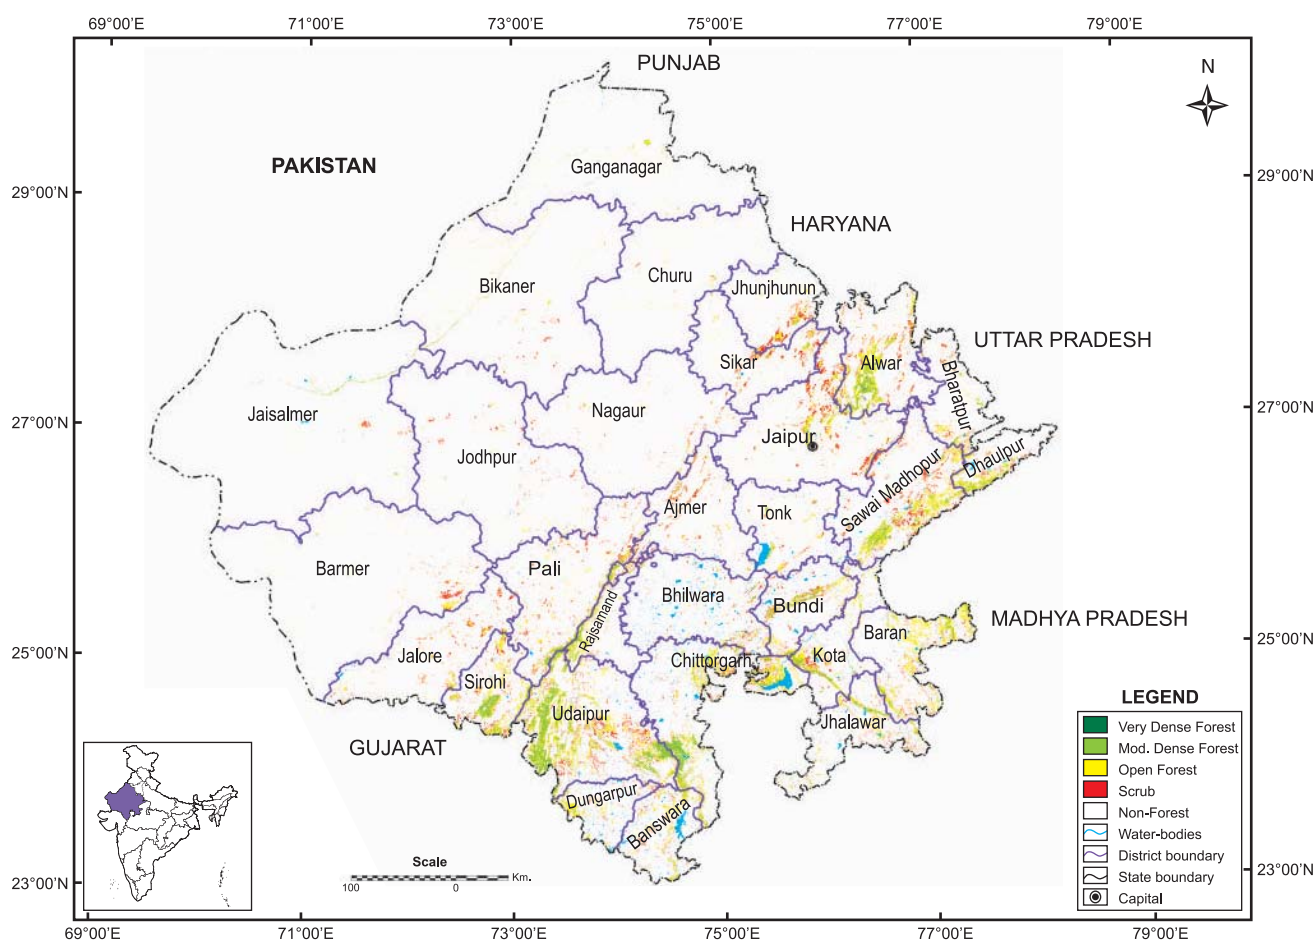 69°00'E 71°00'E 73°00'E 75°00'E 77°00'E 79°00'E
PUNJAB
N
PAKISTAN
Ganganagar
29°00'N 29°00'N
HARYANA
Churu
Bikaner
Jhunjhunun
UTTAR PRADESH
Sikar
Alwar
Bharatpur
Jaisalmer
Nagaur
27°00'N 27°00'N
Jaipur
Jodhpur
Dhaulpur
Sawai Madhopur
Ajmer
Tonk
Barmer
Pali
Bhilwara
Bundi
Rajsamand
MADHYA PRADESH
Baran
25°00'N 25°00'N
Jalore
Chittorgarh
Kota
Sirohi
Udaipur
Jhalawar
GUJARAT
Dungarpur
Banswara
LEGEND
Very Dense Forest
Mod. Dense Forest
Open Forest
Scrub
Non-Forest
Water-bodies
District boundary
State boundary
Capital
Scale
100 0 Km.
23°00'N 23°00'N
69°00'E 71°00'E 73°00'E 75°00'E 77°00'E 79°00'E